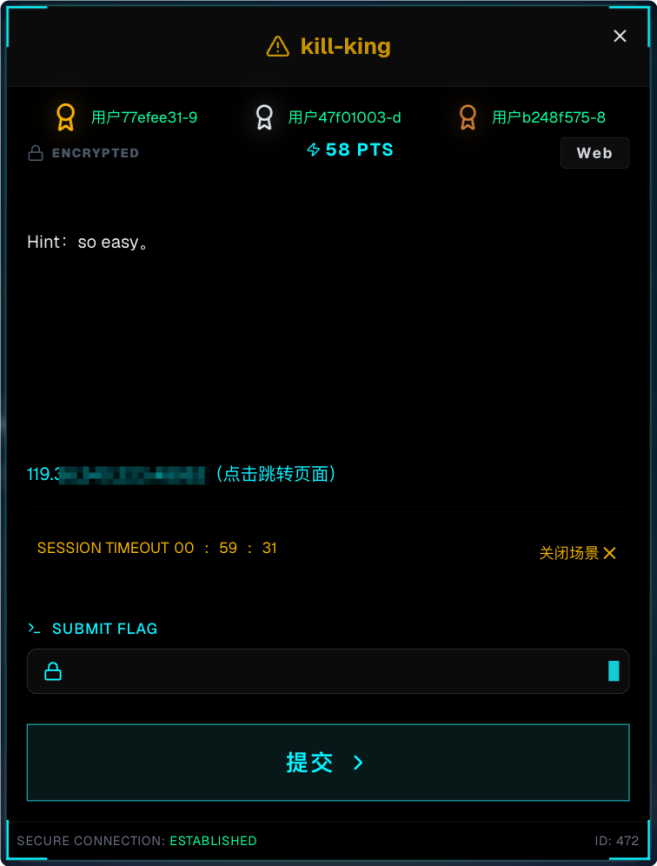 kill-king
用户77efee31-9 用户47f01003-d 用户b248f575-8
ENCRYPTED 58 PTS Web
Hint：so easy。
119.3 （点击跳转页面）
SESSION TIMEOUT 00 : 59 : 31 关闭场景
SUBMIT FLAG
提交
SECURE CONNECTION: ESTABLISHED ID: 472